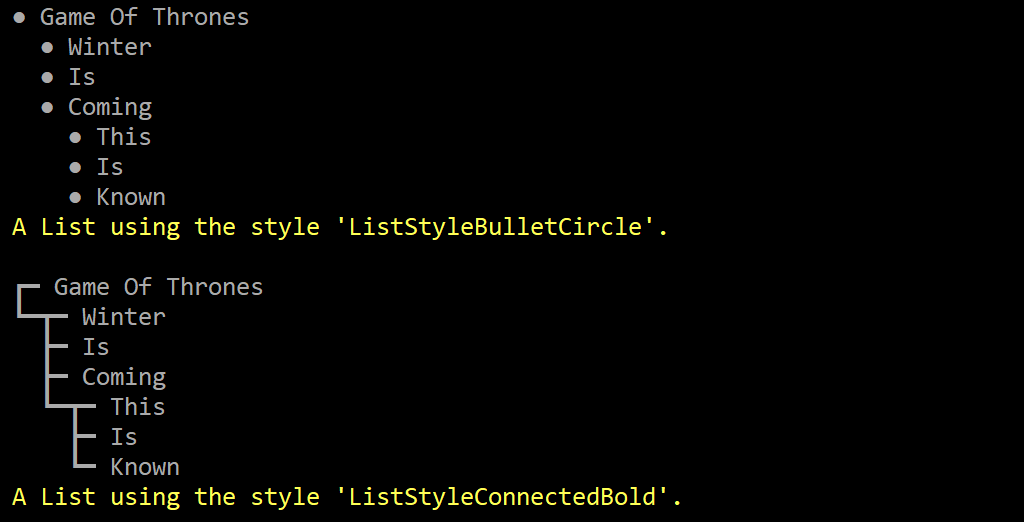 ● Game Of Thrones
  ● Winter
  ● Is
  ● Coming
    ● This
    ● Is
    ● Known
A List using the style 'ListStyleBulletCircle'.

┏━ Game Of Thrones
┗━┳━ Winter
  ┣━ Is
  ┣━ Coming
  ┗━┳━ This
    ┣━ Is
    ┗━ Known
A List using the style 'ListStyleConnectedBold'.